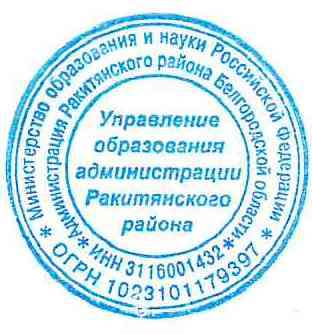 * Министерство образования и науки Российской Федерации *
ОГРН 1023101179397
*Администрация Ракитянского района Белгородской области*
ИНН 3116001432
Управление
образования
администрации
Ракитянского
района